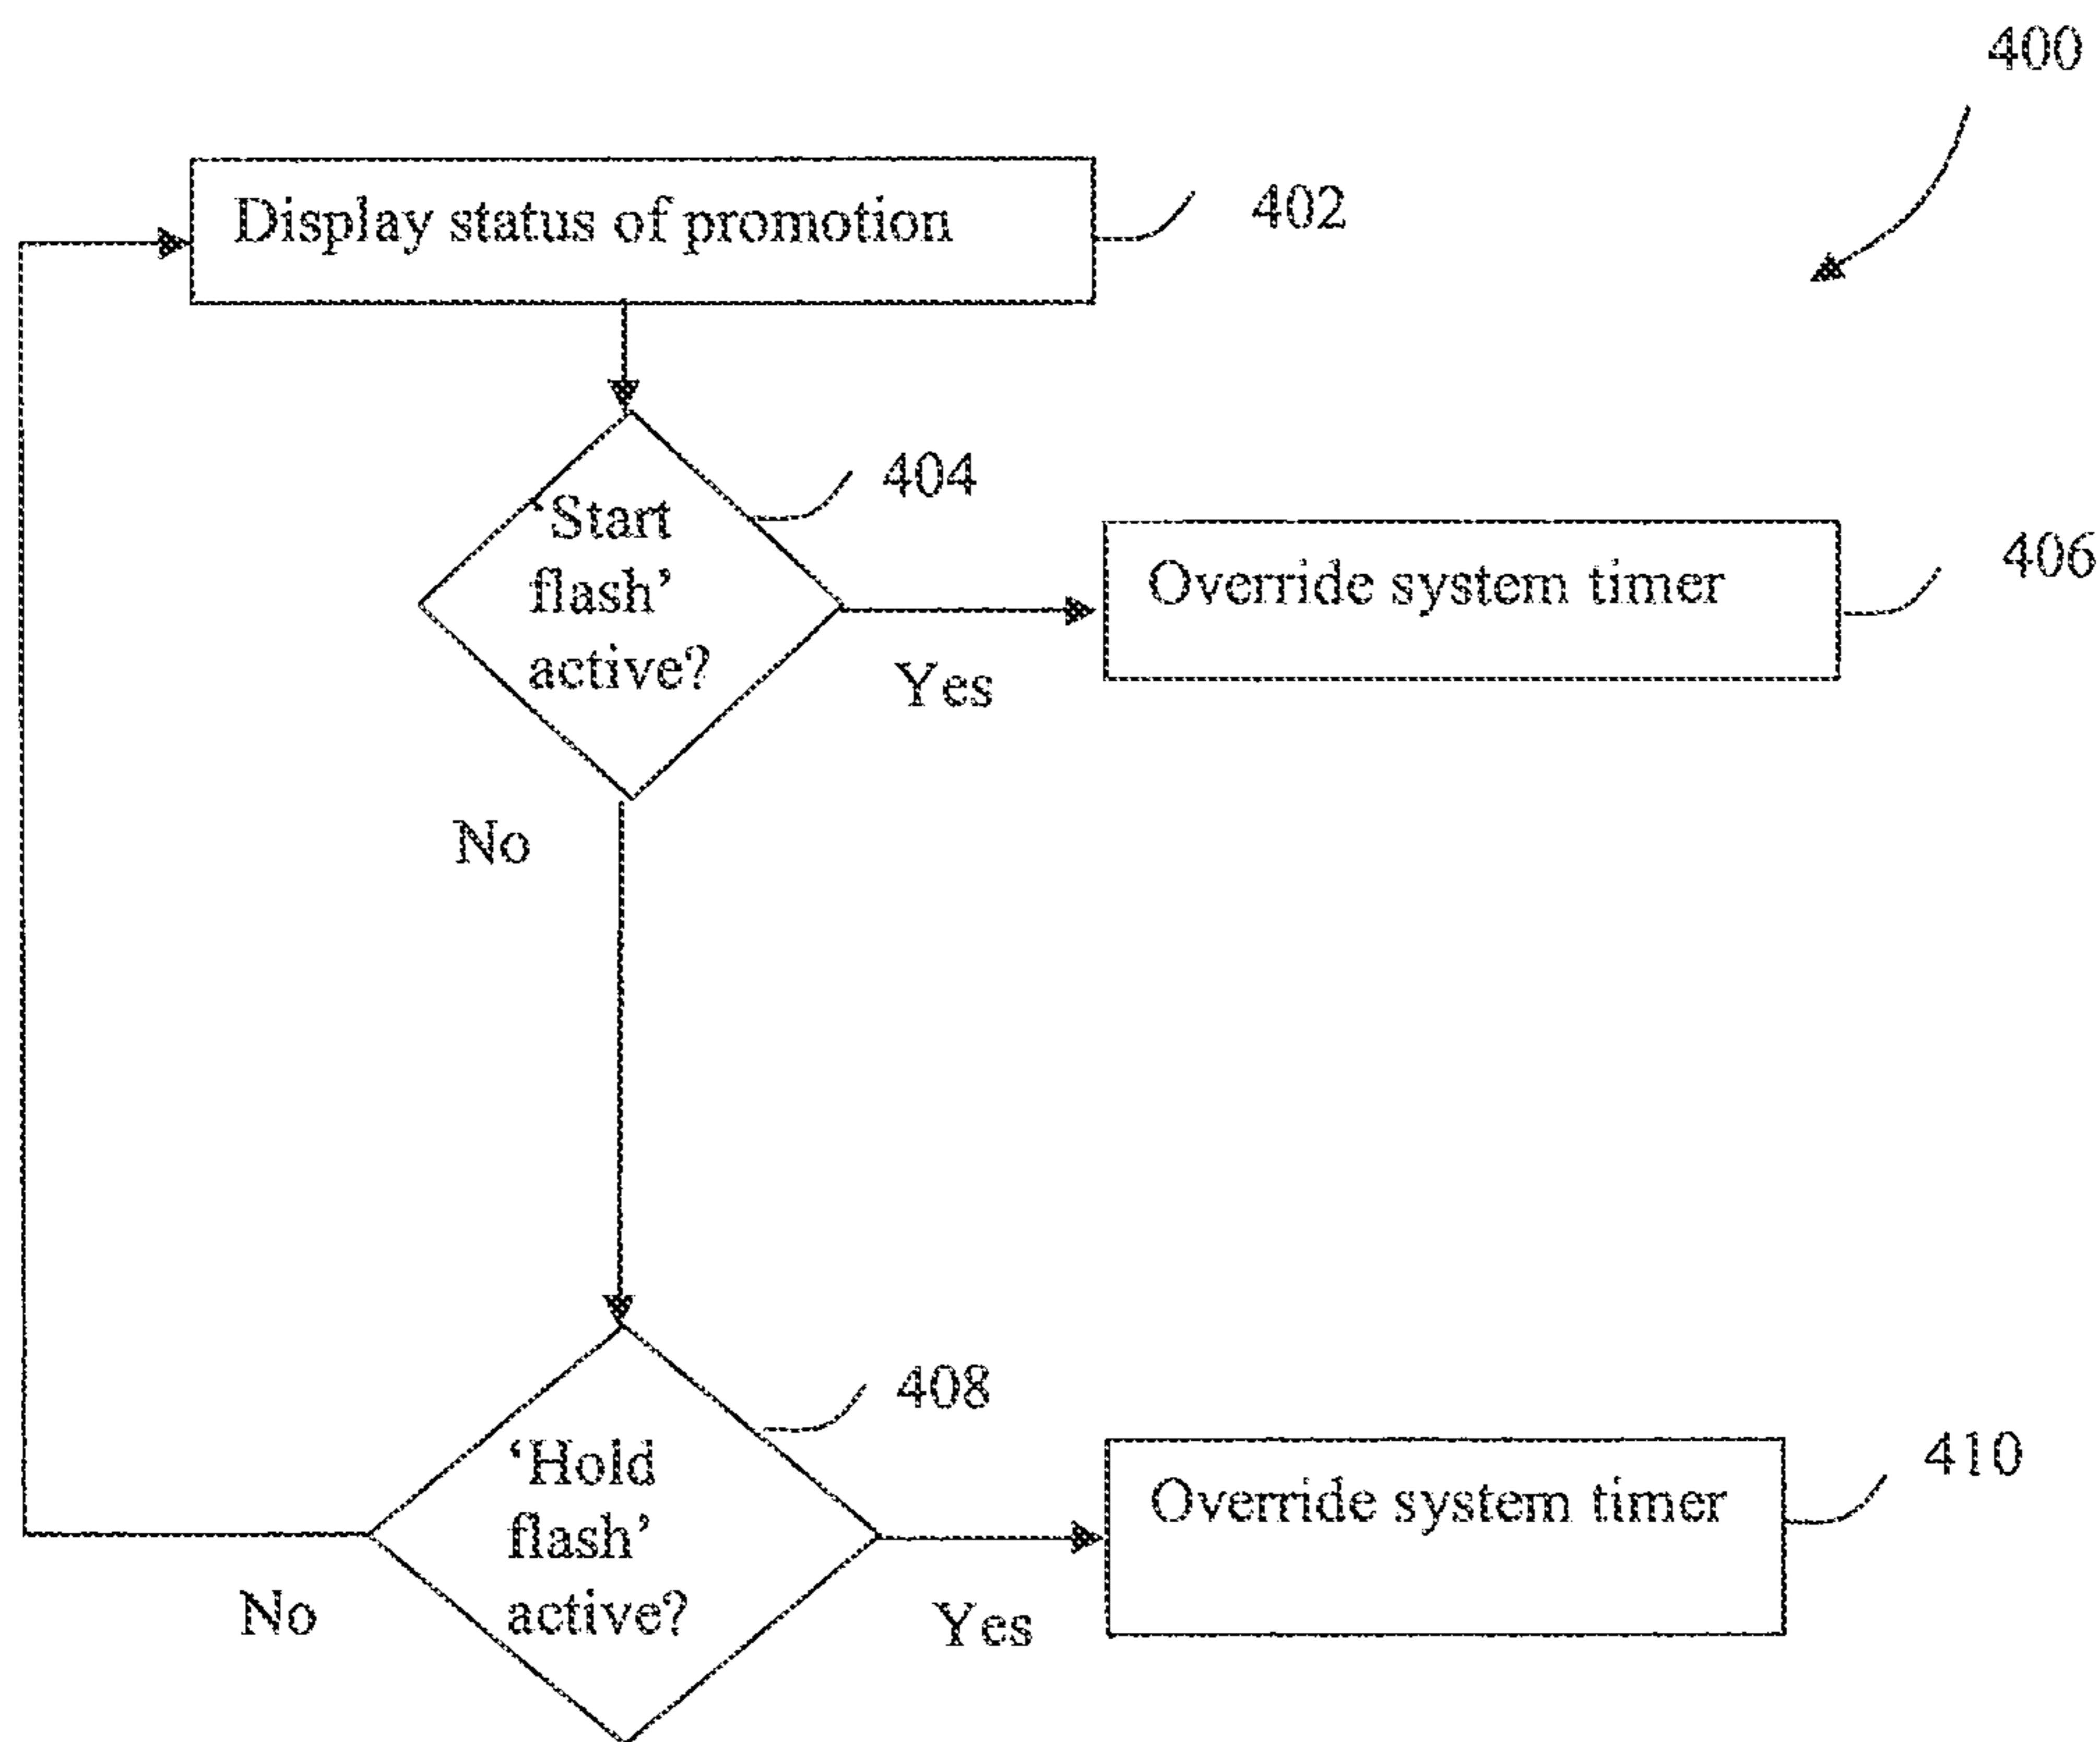 400
Display status of promotion
402
‘Start
flash’
active?
404
Yes
Override system timer
406
No
‘Hold
flash’
active?
408
No
Yes
Override system timer
410